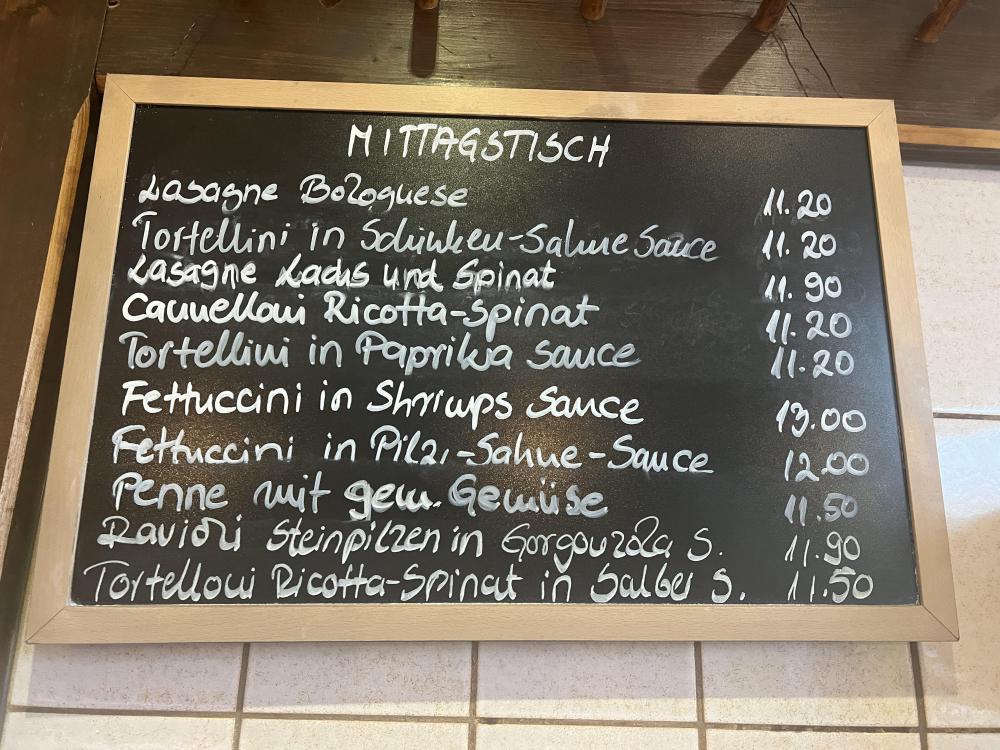 MITTAGSTISCH
Lasagne Bolognese 11.20
Tortellini in Schinken-Sahne Sauce 11.20
Lasagne Lachs und Spinat 11.90
Cannelloni Ricotta-Spinat 11.20
Tortellini in Paprika Sauce 11.20
Fettuccini in Shrimps Sauce 13.00
Fettuccini in Pilz-Sahne-Sauce 12.00
Penne mit gem. Gemüse 11.50
Ravioli Steinpilzen in Gorgonzola S. 11.90
Tortelloni Ricotta-Spinat in Salbei S. 11.50